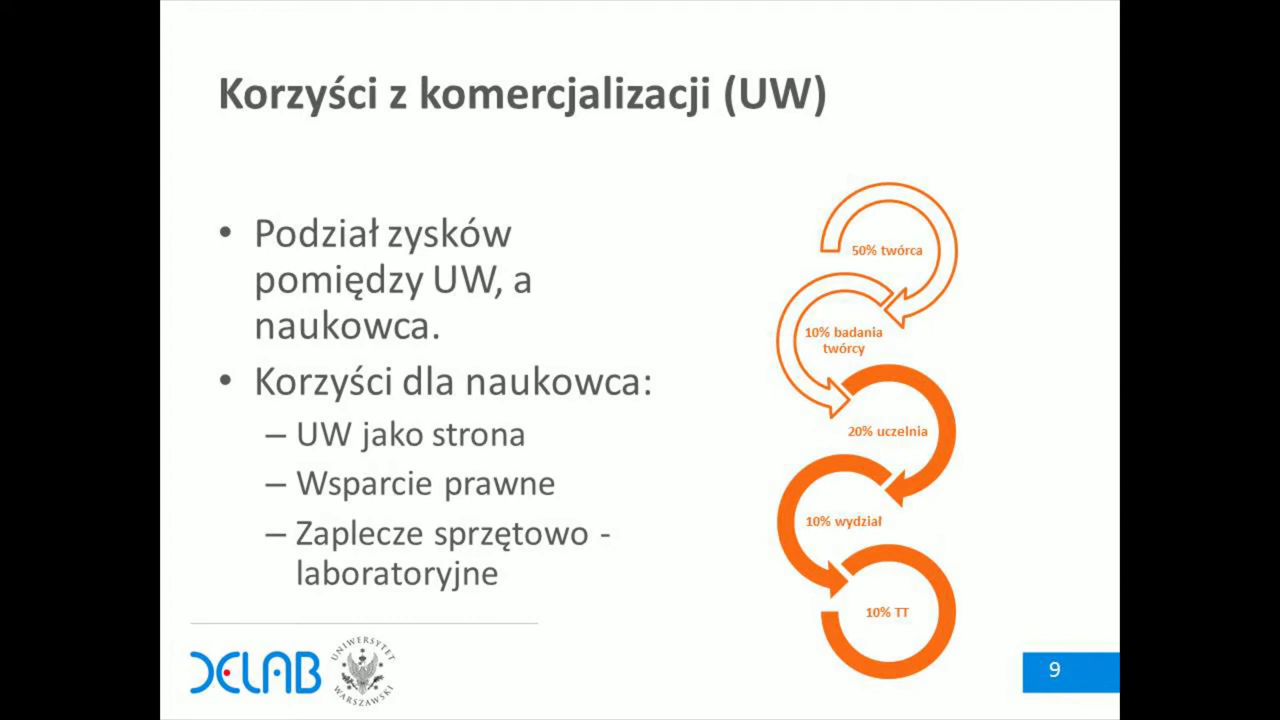 Korzyści z komercjalizacji (UW)
• Podział zysków
pomiędzy UW, a
naukowca.
• Korzyści dla naukowca:
– UW jako strona
– Wsparcie prawne
– Zaplecze sprzętowo -
laboratoryjne
50% twórca
10% badania
twórcy
20% uczelnia
10% wydział
10% TT
DELAB
UNIWERSYTET
WARSZAWSKI
9